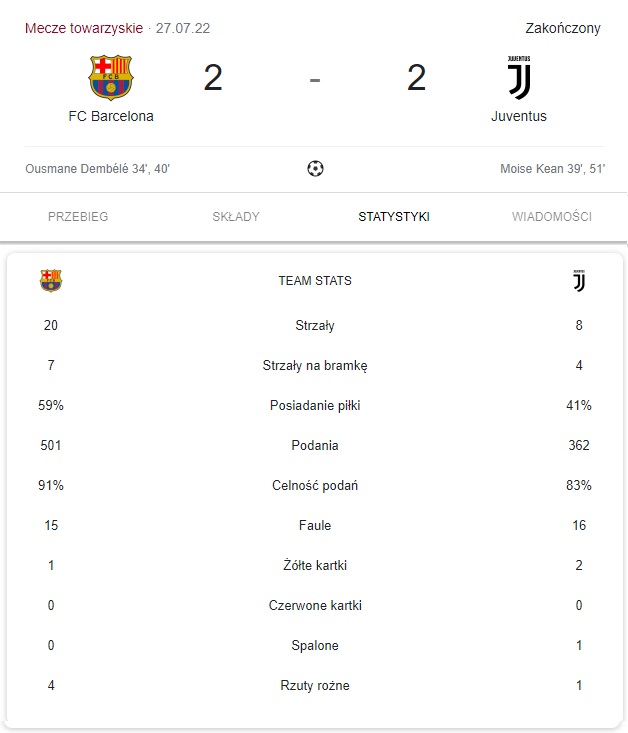 Mecze towarzyskie · 27.07.22 Zakończony
FCB JUVENTUS
2 - 2
FC Barcelona Juventus
Ousmane Dembélé 34', 40' Moise Kean 39', 51'
PRZEBIEG SKŁADY STATYSTYKI WIADOMOŚCI
TEAM STATS
20 Strzały 8
7 Strzały na bramkę 4
59% Posiadanie piłki 41%
501 Podania 362
91% Celność podań 83%
15 Faule 16
1 Żółte kartki 2
0 Czerwone kartki 0
0 Spalone 1
4 Rzuty rożne 1